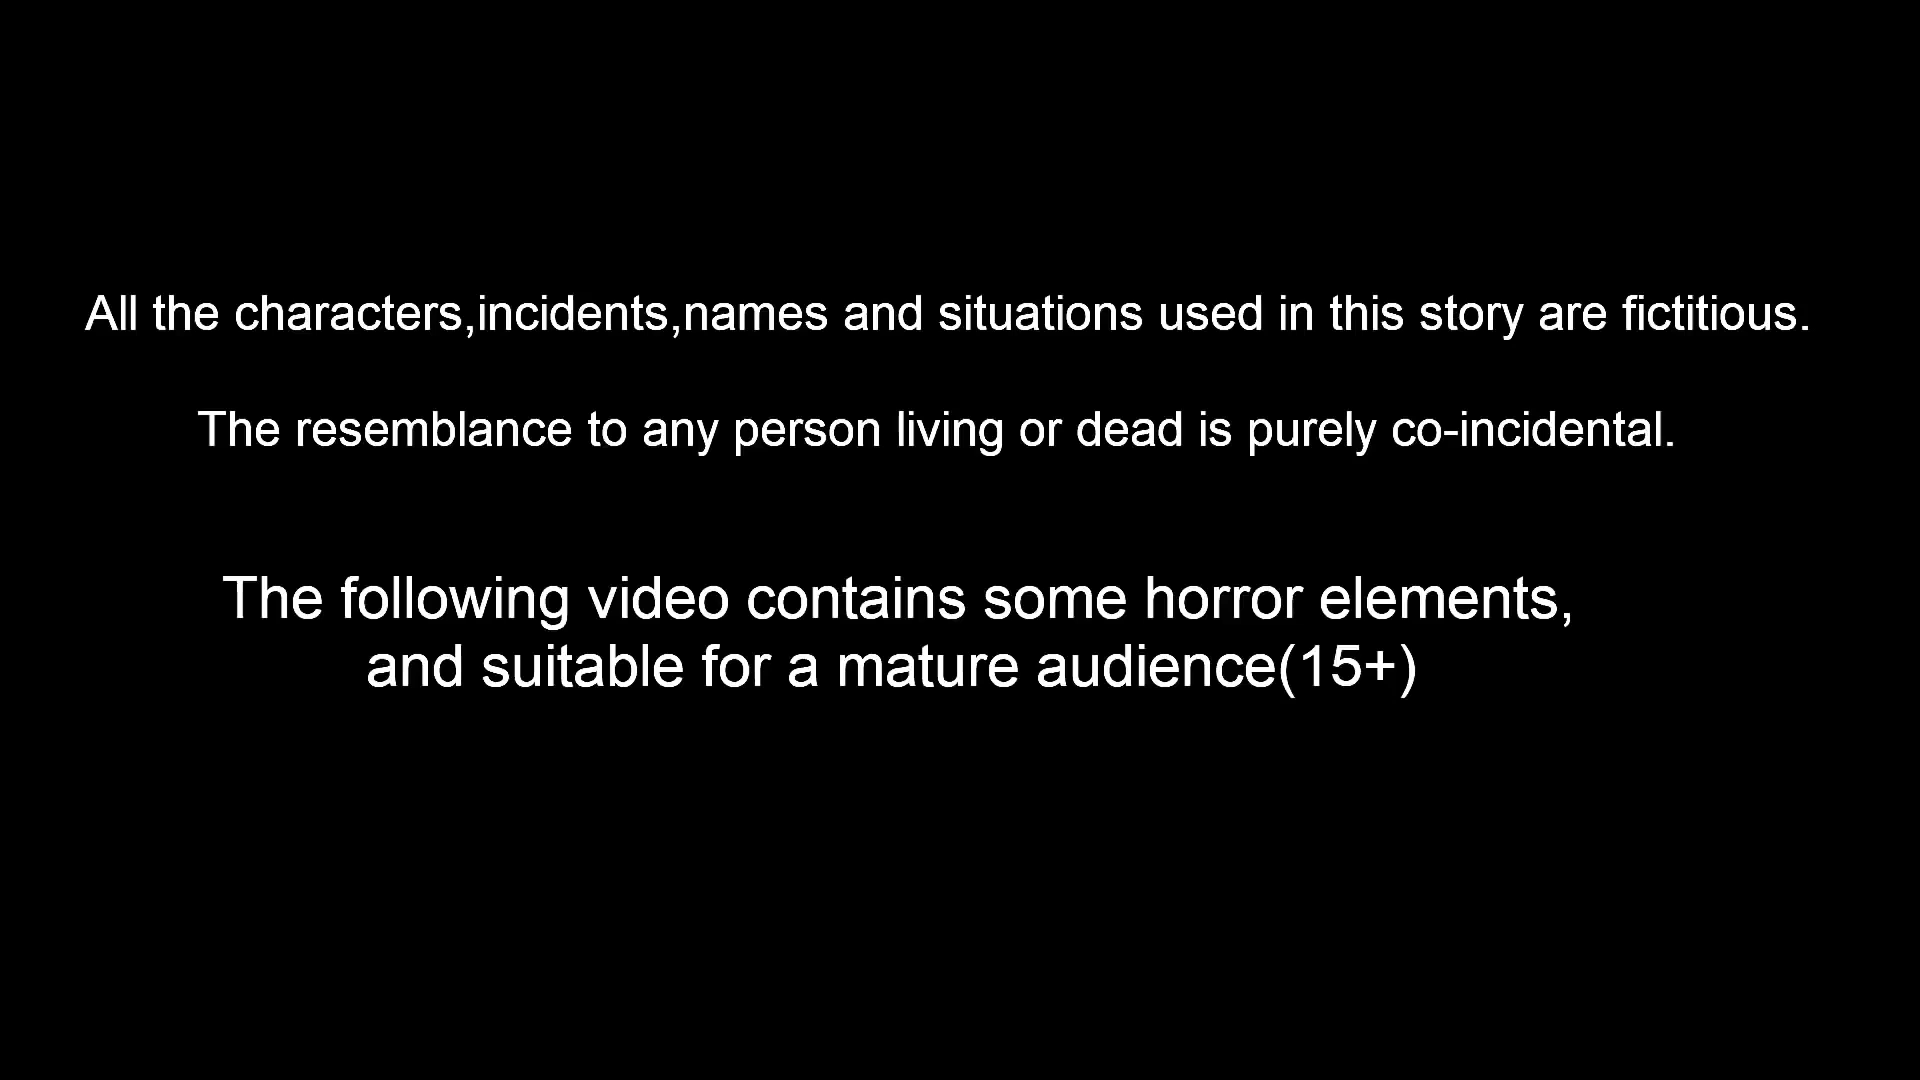 All the characters,incidents,names and situations used in this story are fictitious.
The resemblance to any person living or dead is purely co-incidental.
The following video contains some horror elements,
and suitable for a mature audience(15+)